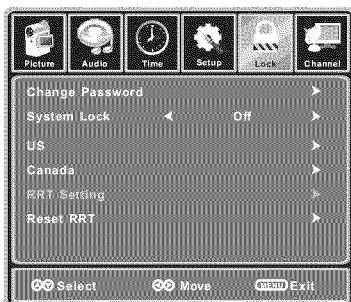 Picture Audio Time Setup Lock Channel
Change Password
System Lock Off
US
Canada
RRT Setting
Reset RRT
Select Move MENU Exit